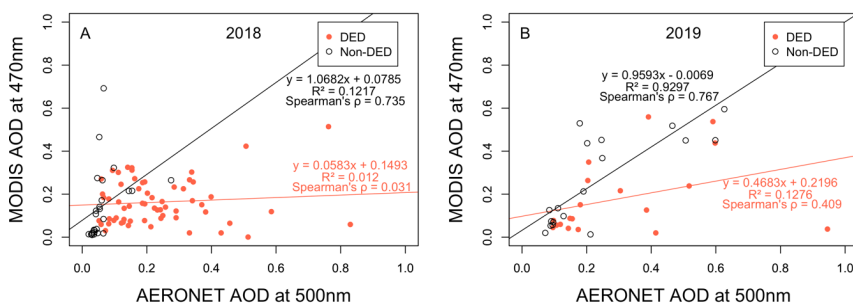 A
2018
DED
Non-DED
y = 1.0682x + 0.0785
R² = 0.1217
Spearman's ρ = 0.735
y = 0.0583x + 0.1493
R² = 0.012
Spearman's ρ = 0.031
MODIS AOD at 470nm
1.0
0.8
0.6
0.4
0.2
0.0
0.0 0.2 0.4 0.6 0.8 1.0
AERONET AOD at 500nm
B
2019
DED
Non-DED
y = 0.9593x - 0.0069
R² = 0.9297
Spearman's ρ = 0.767
y = 0.4683x + 0.2196
R² = 0.1276
Spearman's ρ = 0.409
MODIS AOD at 470nm
1.0
0.8
0.6
0.4
0.2
0.0
0.0 0.2 0.4 0.6 0.8 1.0
AERONET AOD at 500nm